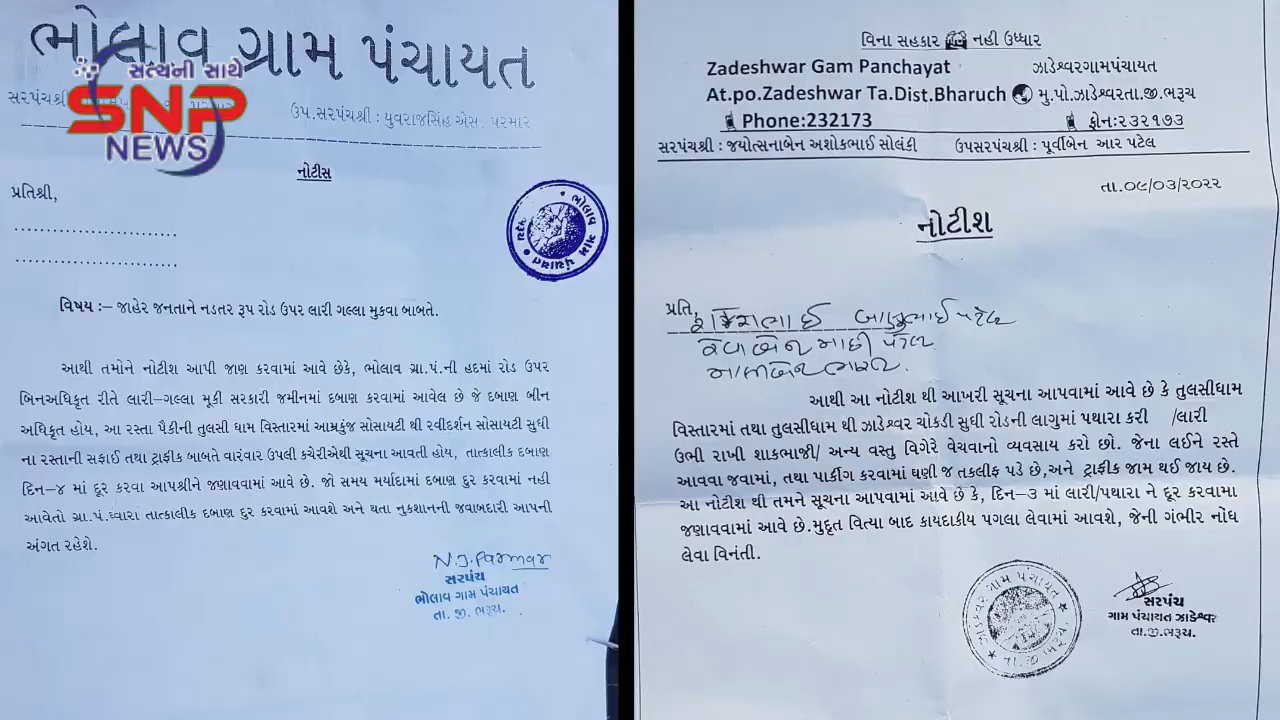 ભોલાવ ગ્રામ પંચાયત
સત્યની સાથે
SNP
NEWS
સરપંચશ્રી
ઉપ.સરપંચશ્રી : યુવરાજસિંહ એસ. પરમાર
નોટીસ
પ્રતિશ્રી,
વિષય :– જાહેર જનતાને નડતર રૂપ રોડ ઉપર લારી ગલ્લા મુકવા બાબતે.
આથી તમોને નોટીશ આપી જાણ કરવામાં આવે છેકે, ભોલાવ ગ્રા.પં.ની હદમાં રોડ ઉપર
બિનઅધિકૃત રીતે લારી–ગલ્લા મૂકી સરકારી જમીનમાં દબાણ કરવામાં આવેલ છે જે દબાણ બીન
અધિકૃત હોય, આ રસ્તા પૈકીની તુલસી ધામ વિસ્તારમાં આમ્રકુંજ સોસાયટી થી રવીદર્શન સોસાયટી સુધી
ના રસ્તાની સફાઈ તથા ટ્રાફીક બાબતે વારંવાર ઉપલી કચેરીએથી સૂચના આવતી હોય, તાત્કાલીક દબાણ
દિન–૪ માં દૂર કરવા આપશ્રીને જણાવવામાં આવે છે. જો સમય મર્યાદામાં દબાણ દુર કરવામાં નહી
આવેતો ગ્રા.પં.ધ્વારા તાત્કાલીક દબાણ દુર કરવામાં આવશે અને થતા નુકશાનની જવાબદારી આપની
અંગત રહેશે.
N.J.Parmar
સરપંચ
ભોલાવ ગામ પંચાયત
તા. જી. ભરૂચ.
વિના સહકાર નહી ઉધ્ધાર
Zadeshwar Gam Panchayat ઝાડેશ્વરગામપંચાયત
At.po.Zadeshwar Ta.Dist.Bharuch મુ.પો.ઝાડેશ્વરતા.જી.ભરૂચ
Phone:232173 ફોન:૨૩૨૧૭૩
સરપંચશ્રી : જયોત્સનાબેન અશોકભાઈ સોલંકી ઉપસરપંચશ્રી : પૂર્વીબેન આર પટેલ
તા.૦૯/૦૩/૨૦૨૨
નોટીશ
પ્રતિ,
આથી આ નોટીશ થી આખરી સૂચના આપવામાં આવે છે કે તુલસીધામ
વિસ્તારમાં તથા તુલસીધામ થી ઝાડેશ્વર ચોકડી સુધી રોડની લાગુમાં પથારા કરી /લારી
ઉભી રાખી શાકભાજી/ અન્ય વસ્તુ વિગેરે વેચવાનો વ્યવસાય કરો છો. જેના લઈને રસ્તે
આવવા જવામાં, તથા પાર્કીગ કરવામાં ઘણી જ તકલીફ પડે છે,અને ટ્રાફીક જામ થઈ જાય છે.
આ નોટીશ થી તમને સૂચના આપવામાં આવે છે કે, દિન–૩ માં લારી/પથારા ને દૂર કરવામા
જણાવવામાં આવે છે.મુદૃત વિત્યા બાદ કાયદાકીય પગલા લેવામાં આવશે, જેની ગંભીર નોંધ
લેવા વિનંતી.
સરપંચ
ગામ પંચાયત ઝાડેશ્વર
તા.જી.ભરૂચ.